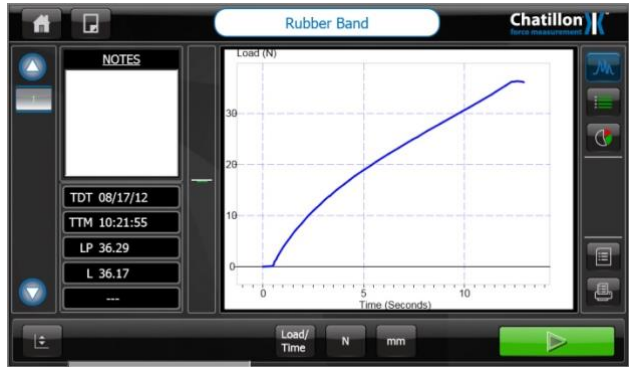 Rubber Band
Chatillon
force measurement
NOTES
1
TDT 08/17/12
TTM 10:21:55
LP 36.29
L 36.17
---
Load (N)
30
20
10
0
0 5 10
Time (Seconds)
Load/
Time
N
mm